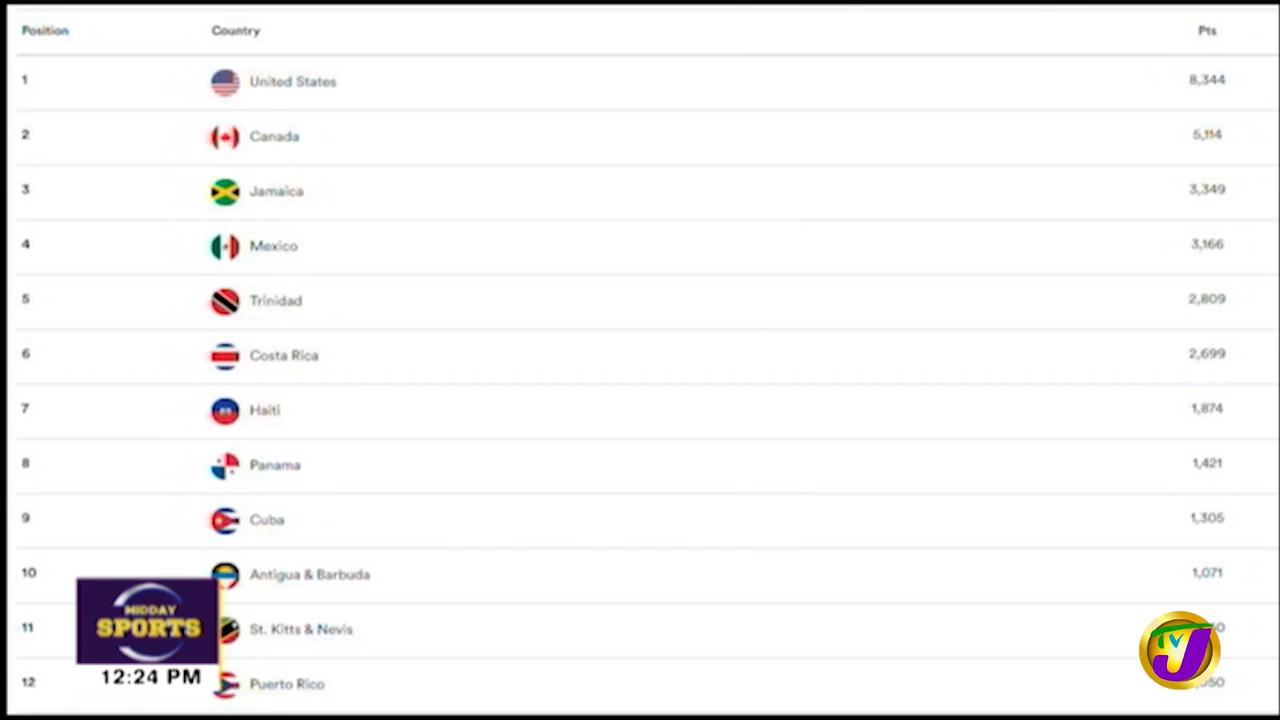 Position Country Pts
1 United States 8,344
2 Canada 5,114
3 Jamaica 3,349
4 Mexico 3,166
5 Trinidad 2,809
6 Costa Rica 2,699
7 Haiti 1,874
8 Panama 1,421
9 Cuba 1,305
10 Antigua & Barbuda 1,071
11 St. Kitts & Nevis
12 Puerto Rico
MIDDAY
SPORTS
12:24 PM
TVJ